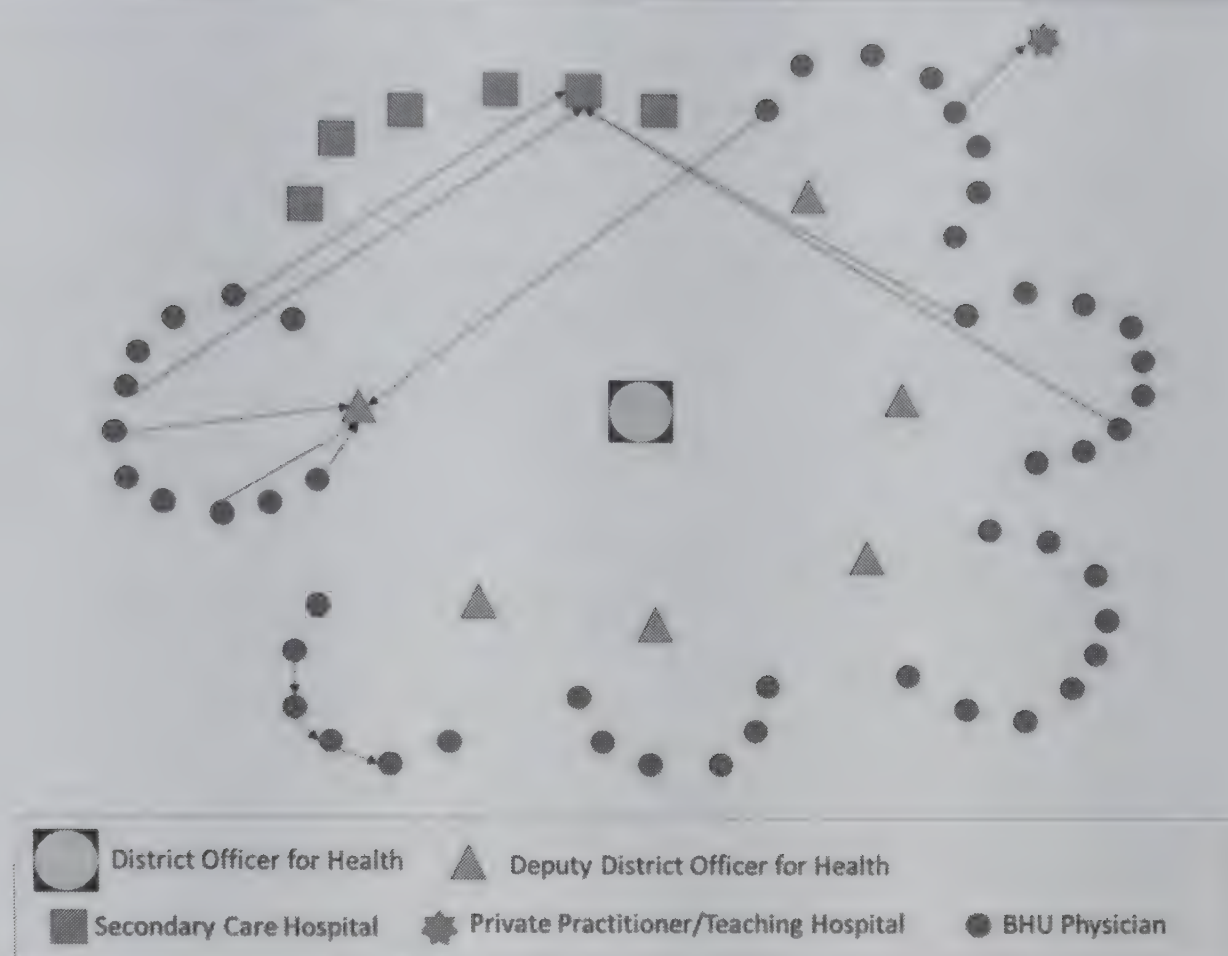 District Officer for Health
Deputy District Officer for Health
Secondary Care Hospital
Private Practitioner/Teaching Hospital
BHU Physician